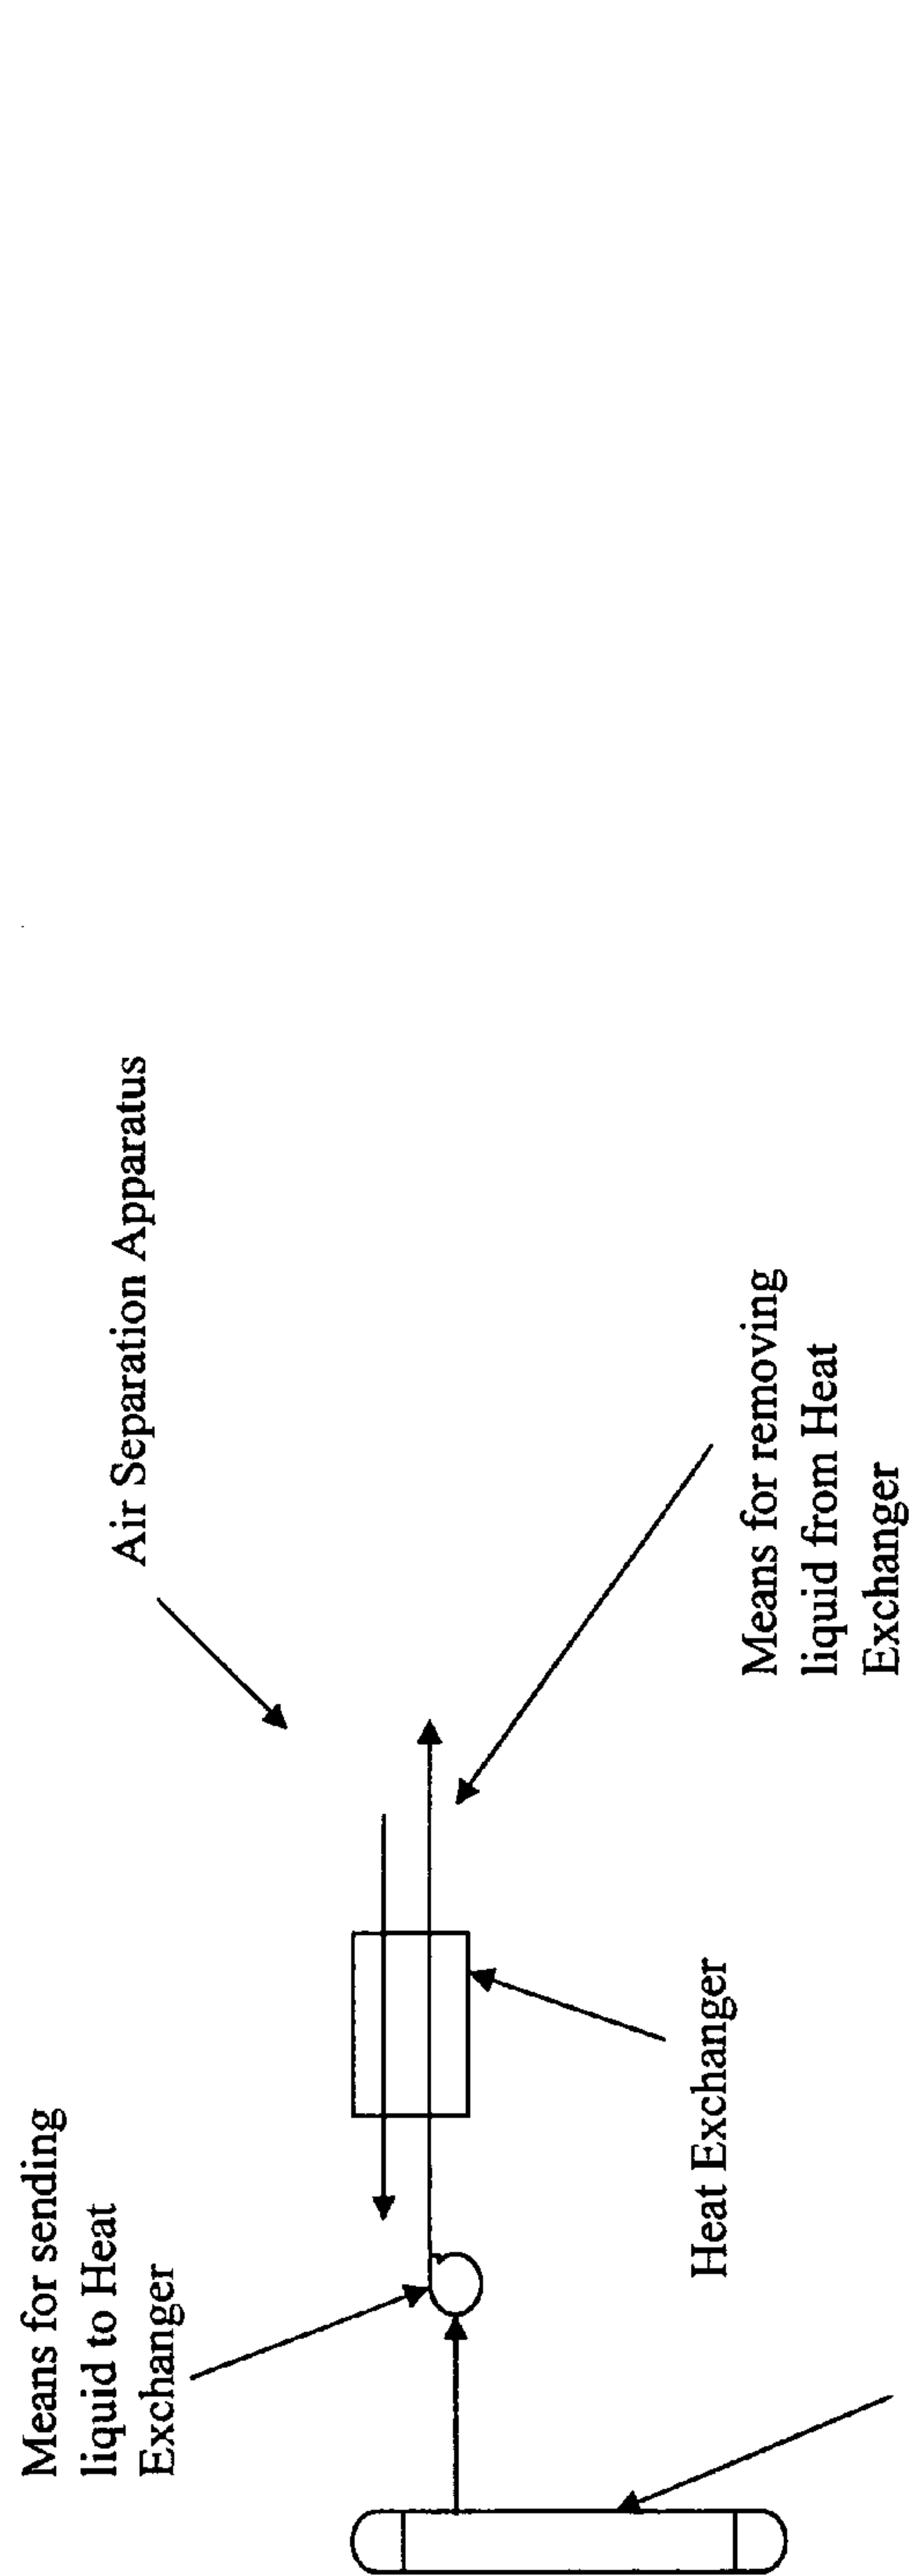 Means for sending
liquid to Heat
Exchanger
Air Separation Apparatus
Heat Exchanger
Means for removing
liquid from Heat
Exchanger